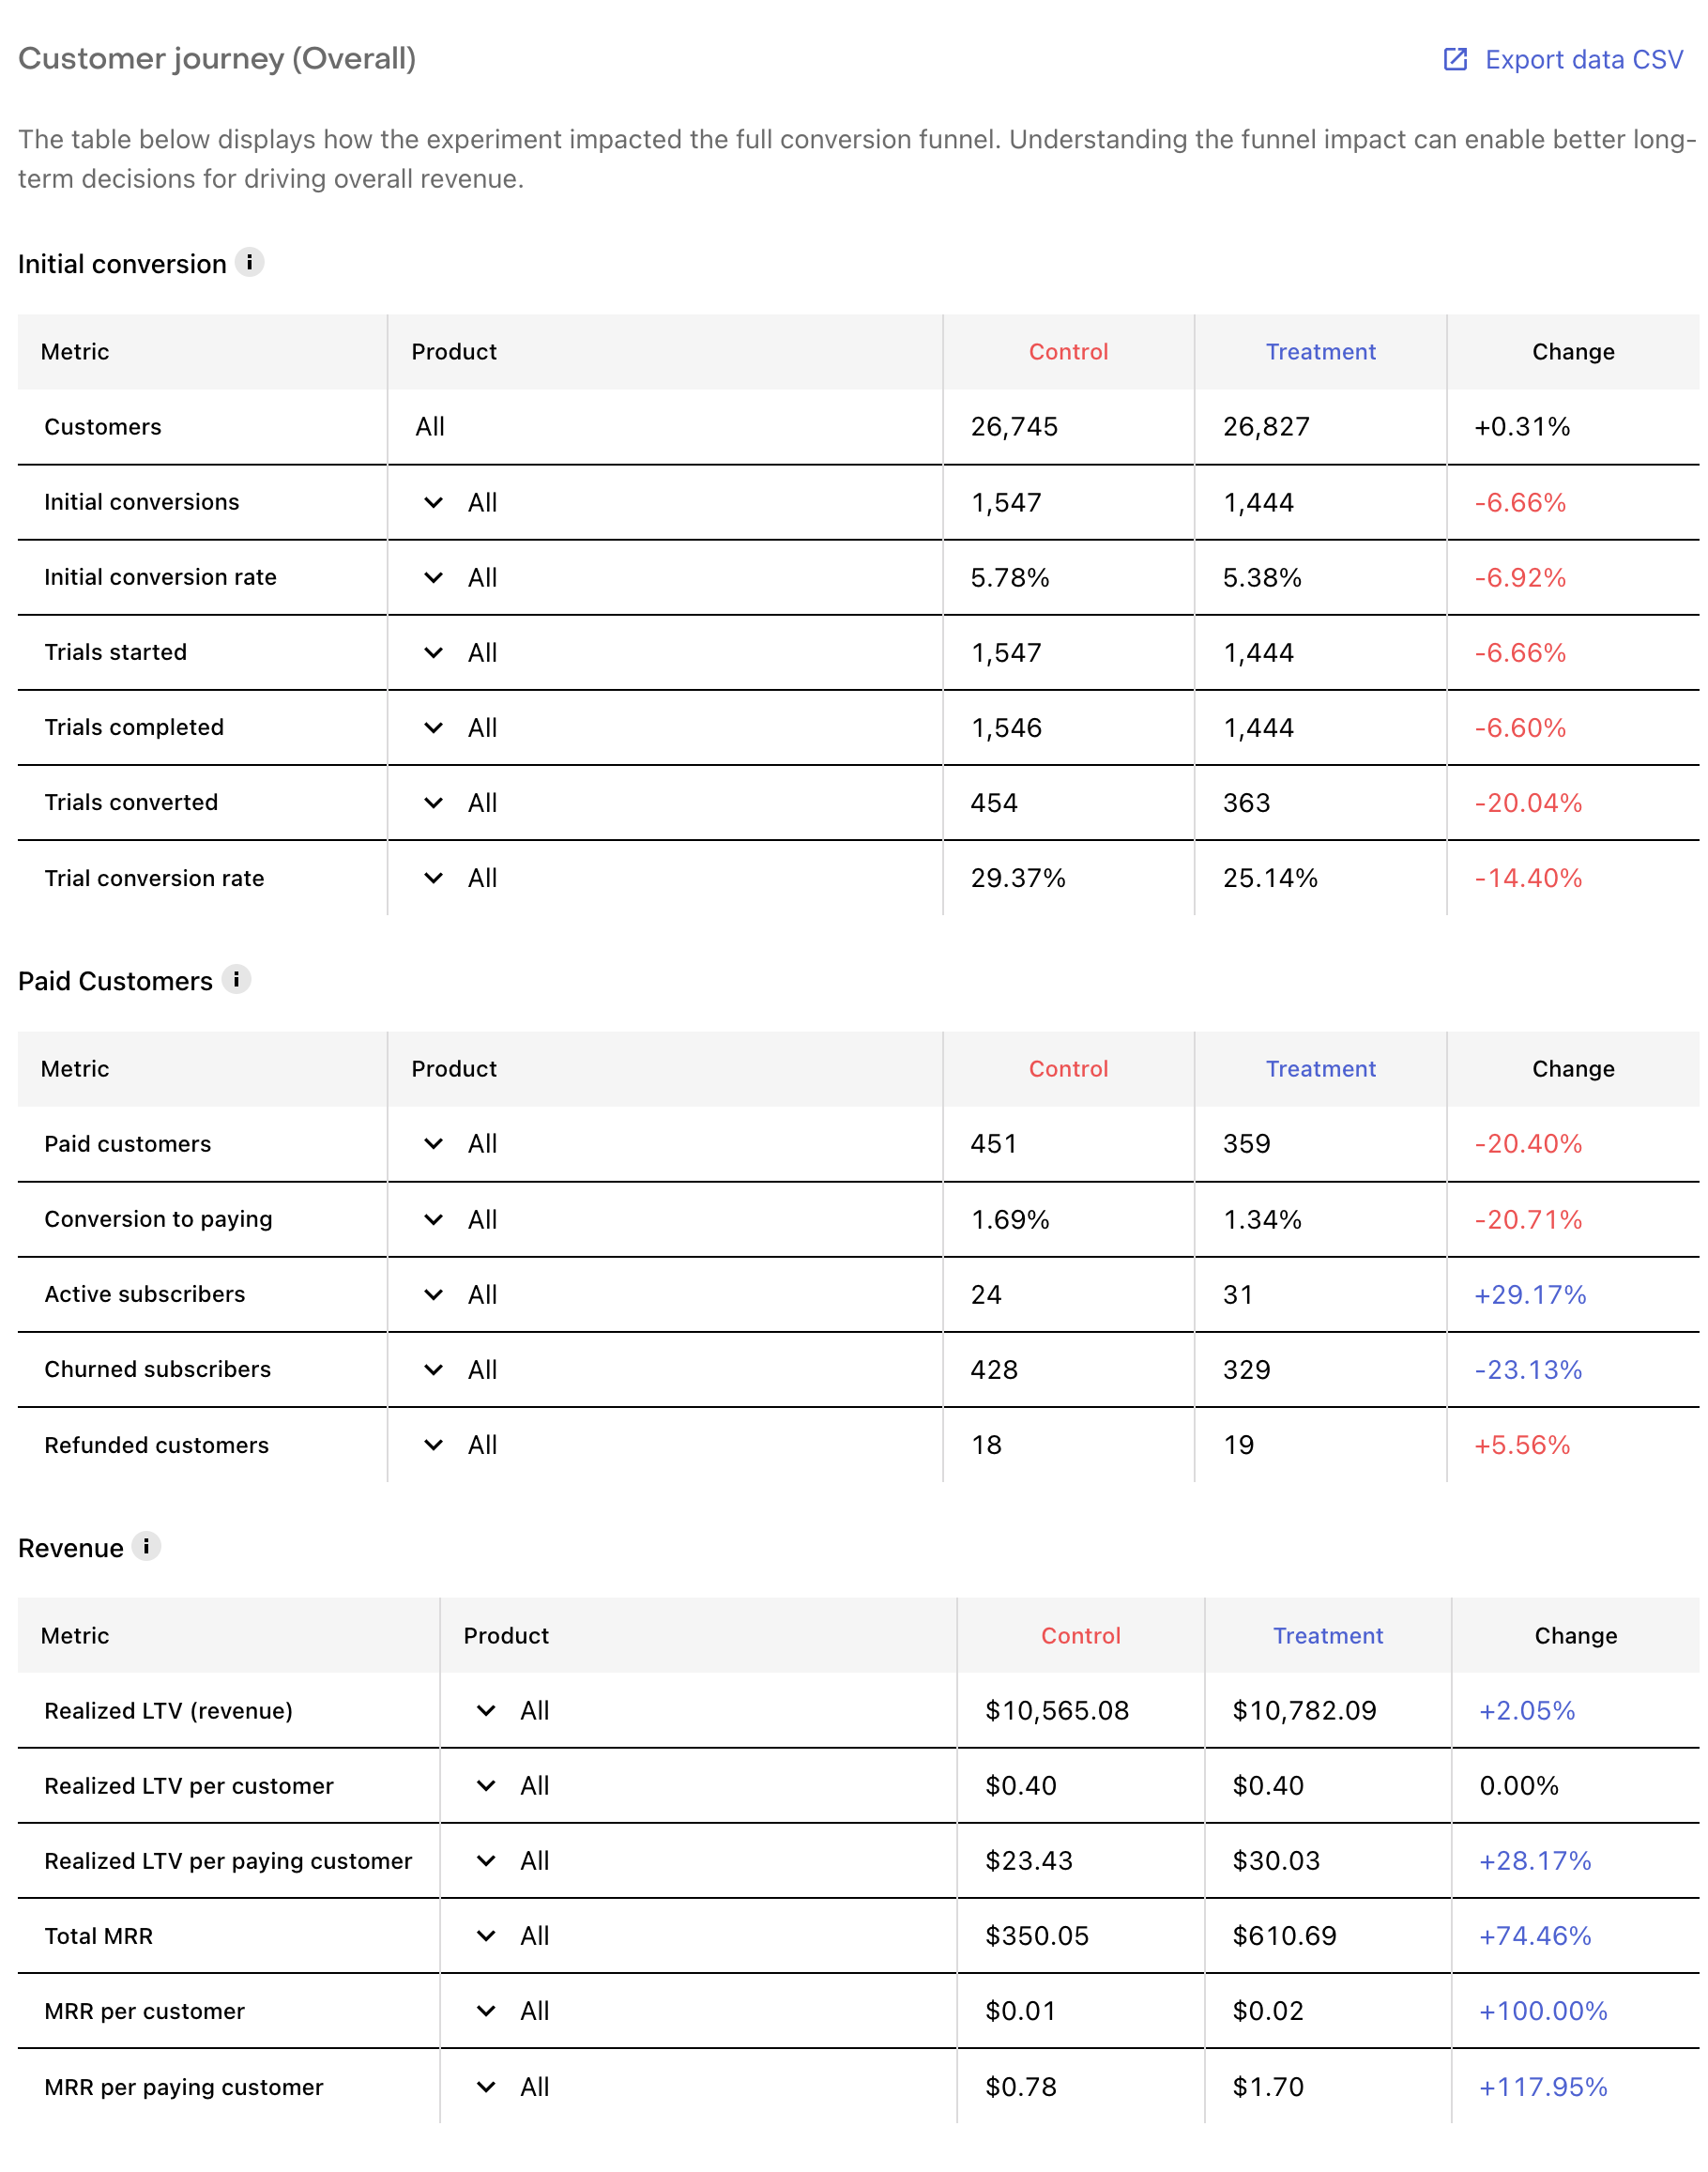 Customer journey (Overall)
Export data CSV
The table below displays how the experiment impacted the full conversion funnel. Understanding the funnel impact can enable better long-
term decisions for driving overall revenue.
Initial conversion i
Metric Product Control Treatment Change
Customers All 26,745 26,827 +0.31%
Initial conversions All 1,547 1,444 -6.66%
Initial conversion rate All 5.78% 5.38% -6.92%
Trials started All 1,547 1,444 -6.66%
Trials completed All 1,546 1,444 -6.60%
Trials converted All 454 363 -20.04%
Trial conversion rate All 29.37% 25.14% -14.40%
Paid Customers i
Metric Product Control Treatment Change
Paid customers All 451 359 -20.40%
Conversion to paying All 1.69% 1.34% -20.71%
Active subscribers All 24 31 +29.17%
Churned subscribers All 428 329 -23.13%
Refunded customers All 18 19 +5.56%
Revenue i
Metric Product Control Treatment Change
Realized LTV (revenue) All $10,565.08 $10,782.09 +2.05%
Realized LTV per customer All $0.40 $0.40 0.00%
Realized LTV per paying customer All $23.43 $30.03 +28.17%
Total MRR All $350.05 $610.69 +74.46%
MRR per customer All $0.01 $0.02 +100.00%
MRR per paying customer All $0.78 $1.70 +117.95%